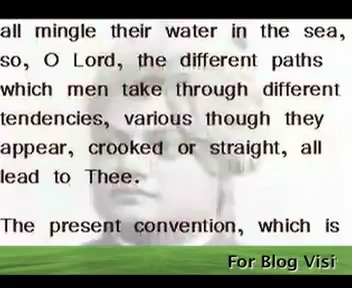 all mingle their water in the sea,
so, O Lord, the different paths
which men take through different
tendencies, various though they
appear, crooked or straight, all
lead to Thee.
The present convention, which is
For Blog Visi